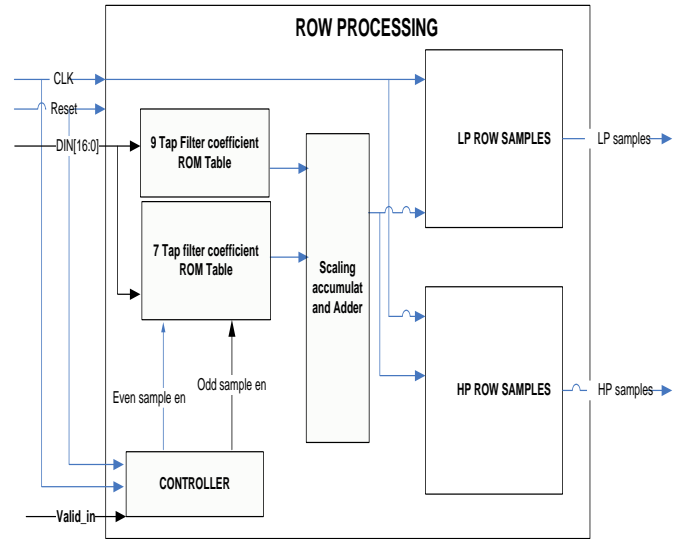 ROW PROCESSING
CLK
Reset
DIN[16:0]
9 Tap Filter coefficient
ROM Table
7 Tap filter coefficient
ROM Table
Scaling
accumulat
and Adder
LP ROW SAMPLES
LP samples
HP ROW SAMPLES
HP samples
Even sample en
Odd sample en
CONTROLLER
Valid_in